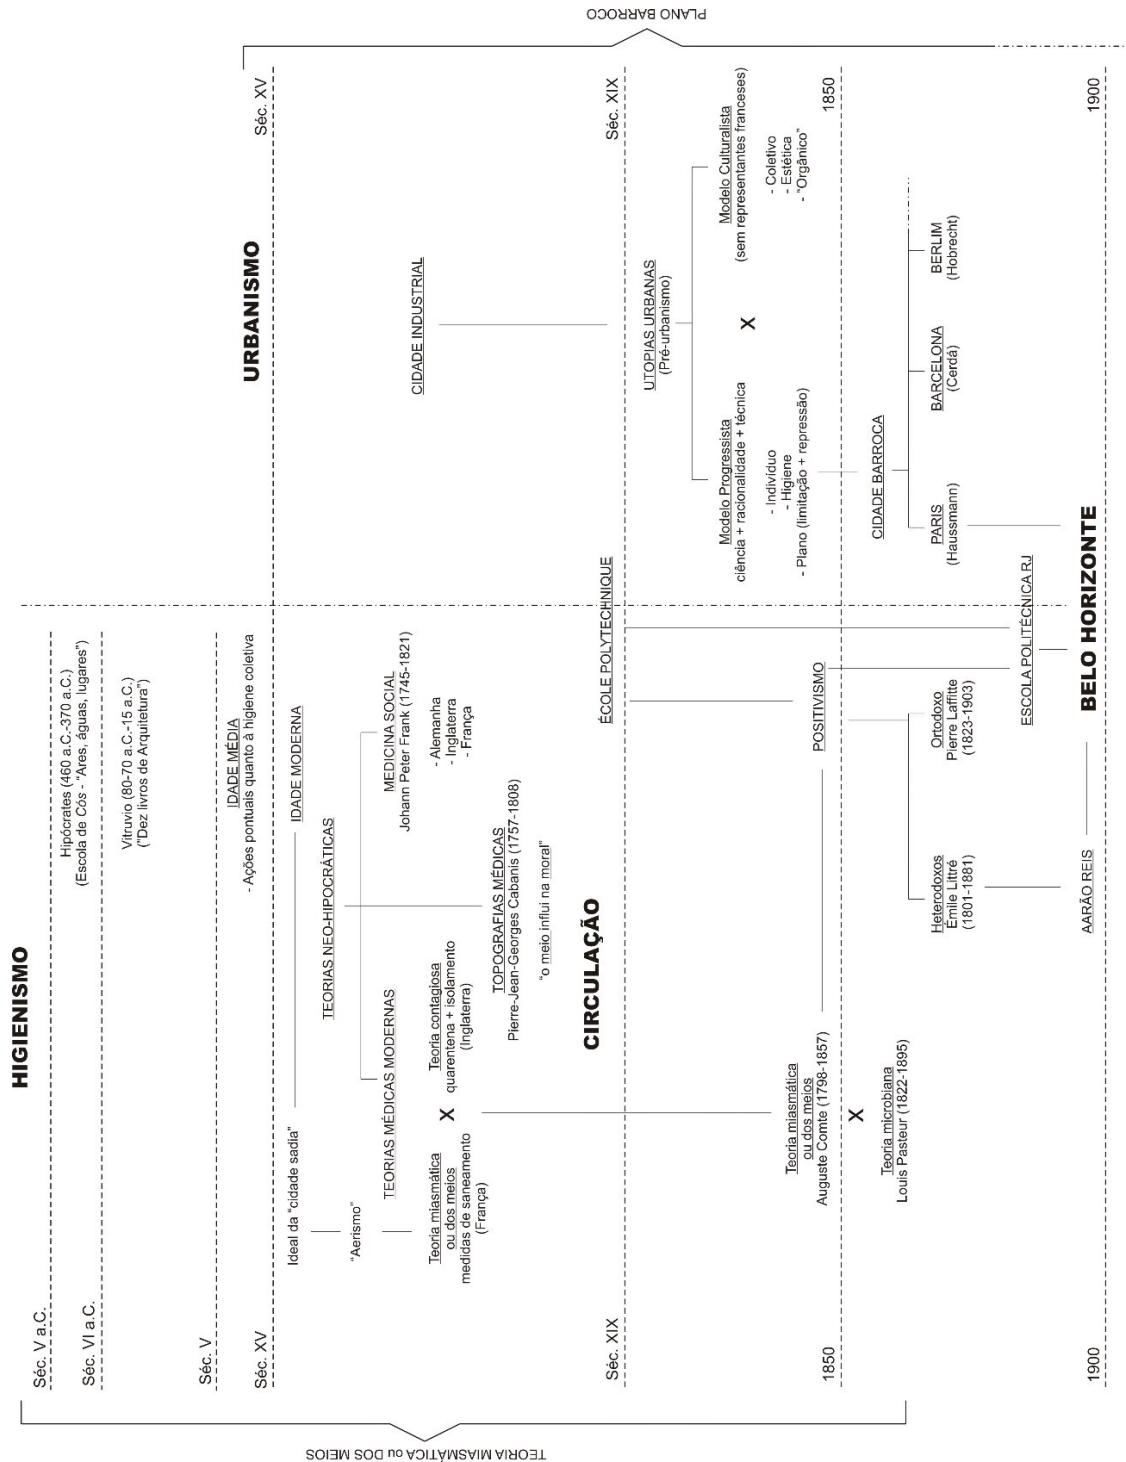 HIGIENISMO
Séc. V a.C.
Hipócrates (460 a.C.-370 a.C.)
(Escola de Cós - "Ares, águas, lugares")
Séc. VI a.C.
Vitruvio (80-70 a.C.-15 a.C.)
("Dez livros de Arquitetura")
Séc. V
IDADE MÉDIA
- Ações pontuais quanto à higiene coletiva
Séc. XV
Ideal da "cidade sadia"
IDADE MODERNA
"Aerismo"
TEORIAS NEO-HIPOCRÁTICAS
TEORIAS MÉDICAS MODERNAS
MEDICINA SOCIAL
Johann Peter Frank (1745-1821)
- Alemanha
- Inglaterra
- França
Teoria miasmática
ou dos meios
medidas de saneamento
(França)
X
Teoria contagiosa
quarentena + isolamento
(Inglaterra)
TOPOGRAFIAS MÉDICAS
Pierre-Jean-Georges Cabanis (1757-1808)
"o meio influi na moral"
CIRCULAÇÃO
Séc. XIX
ÉCOLE POLYTECHNIQUE
Teoria miasmática
ou dos meios
Auguste Comte (1798-1857)
X
Teoria microbiana
Louis Pasteur (1822-1895)
1850
POSITIVISMO
Heterodoxos
Émile Littré
(1801-1881)
Ortodoxo
Pierre Laffitte
(1823-1903)
ESCOLA POLITÉCNICA RJ
AARÃO REIS
BELO HORIZONTE
1900
TEORIA MIASMÁTICA ou DOS MEIOS
URBANISMO
Séc. XV
CIDADE INDUSTRIAL
Séc. XIX
UTOPIAS URBANAS
(Pré-urbanismo)
Modelo Progressista
ciência + racionalidade + técnica
- Indivíduo
- Higiene
- Plano (limitação + repressão)
X
Modelo Culturalista
(sem representantes franceses)
- Coletivo
- Estética
- "Orgânico"
1850
CIDADE BARROCA
PARIS
(Haussmann)
BARCELONA
(Cerdá)
BERLIM
(Hobrecht)
1900
PLANO BARROCO